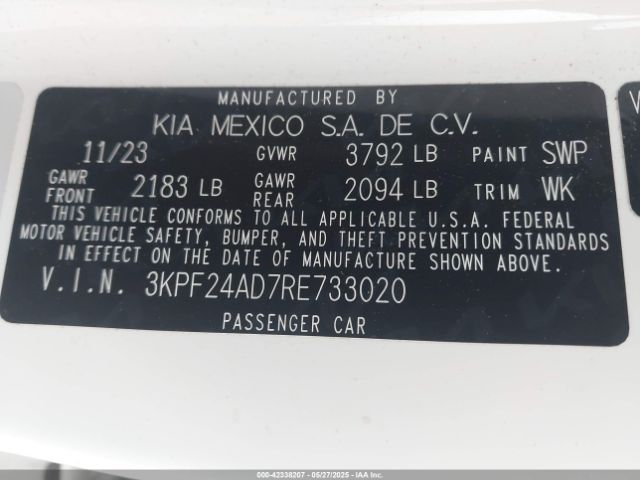 MANUFACTURED BY
KIA MEXICO S.A. DE C.V.
11/23 GVWR 3792 LB PAINT SWP
GAWR FRONT 2183 LB GAWR REAR 2094 LB TRIM WK
THIS VEHICLE CONFORMS TO ALL APPLICABLE U.S.A. FEDERAL
MOTOR VEHICLE SAFETY, BUMPER, AND THEFT PREVENTION STANDARDS
IN EFFECT ON THE DATE OF MANUFACTURE SHOWN ABOVE.
V.I.N. 3KPF24AD7RE733020
PASSENGER CAR
000-42338207 - 05/27/2025 - IAA Inc.